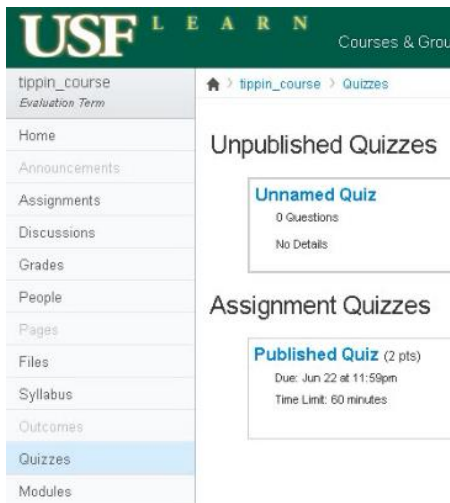 USF LEARN
Courses & Grou
tippin_course
Evaluation Term
Home
Announcements
Assignments
Discussions
Grades
People
Pages
Files
Syllabus
Outcomes
Quizzes
Modules
tippin_course > Quizzes
Unpublished Quizzes
Unnamed Quiz
0 Questions
No Details
Assignment Quizzes
Published Quiz (2 pts)
Due: Jun 22 at 11:59pm
Time Limit: 60 minutes